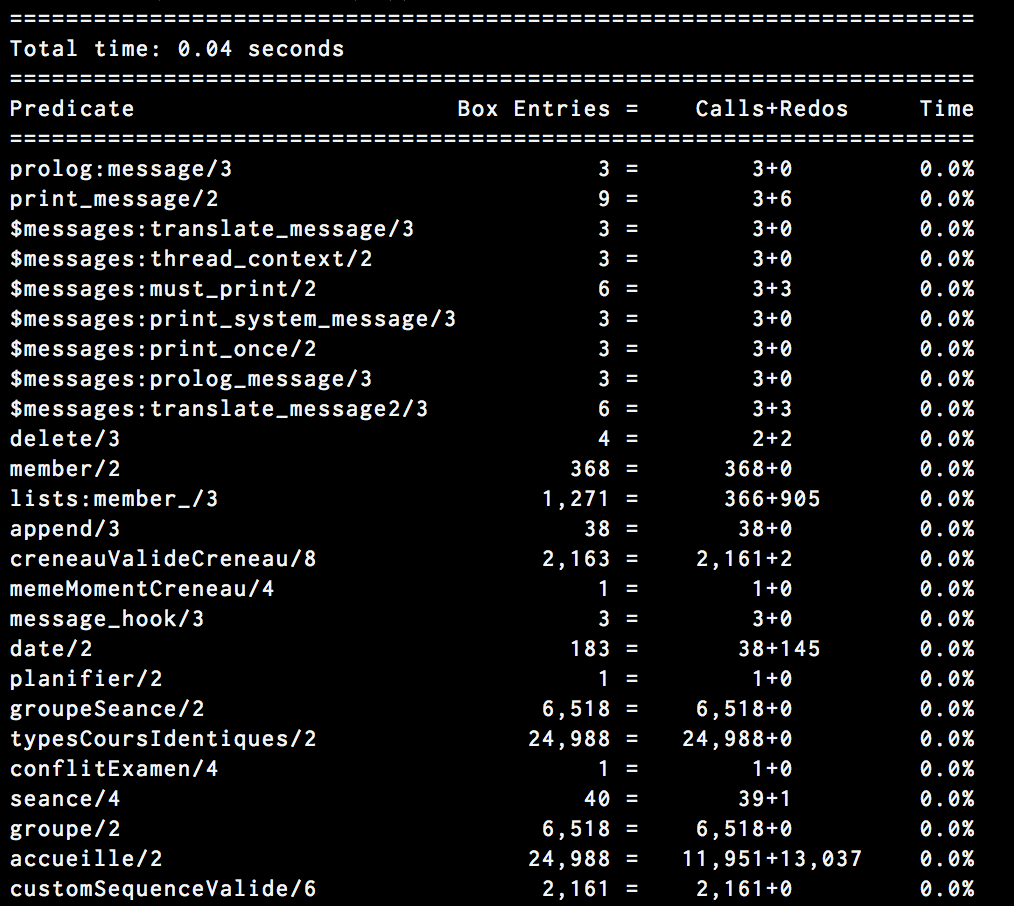 =====================================================================
Total time: 0.04 seconds
=====================================================================
Predicate                       Box Entries =    Calls+Redos     Time
=====================================================================
prolog:message/3                          3 =        3+0         0.0%
print_message/2                           9 =        3+6         0.0%
$messages:translate_message/3             3 =        3+0         0.0%
$messages:thread_context/2                3 =        3+0         0.0%
$messages:must_print/2                    6 =        3+3         0.0%
$messages:print_system_message/3          3 =        3+0         0.0%
$messages:print_once/2                    3 =        3+0         0.0%
$messages:prolog_message/3                3 =        3+0         0.0%
$messages:translate_message2/3            6 =        3+3         0.0%
delete/3                                  4 =        2+2         0.0%
member/2                                368 =      368+0         0.0%
lists:member_/3                       1,271 =      366+905       0.0%
append/3                                 38 =       38+0         0.0%
creneauValideCreneau/8                2,163 =    2,161+2         0.0%
memeMomentCreneau/4                       1 =        1+0         0.0%
message_hook/3                            3 =        3+0         0.0%
date/2                                  183 =       38+145       0.0%
planifier/2                               1 =        1+0         0.0%
groupeSeance/2                        6,518 =    6,518+0         0.0%
typesCoursIdentiques/2               24,988 =   24,988+0         0.0%
conflitExamen/4                           1 =        1+0         0.0%
seance/4                                 40 =       39+1         0.0%
groupe/2                              6,518 =    6,518+0         0.0%
accueille/2                          24,988 =   11,951+13,037    0.0%
customSequenceValide/6                2,161 =    2,161+0         0.0%